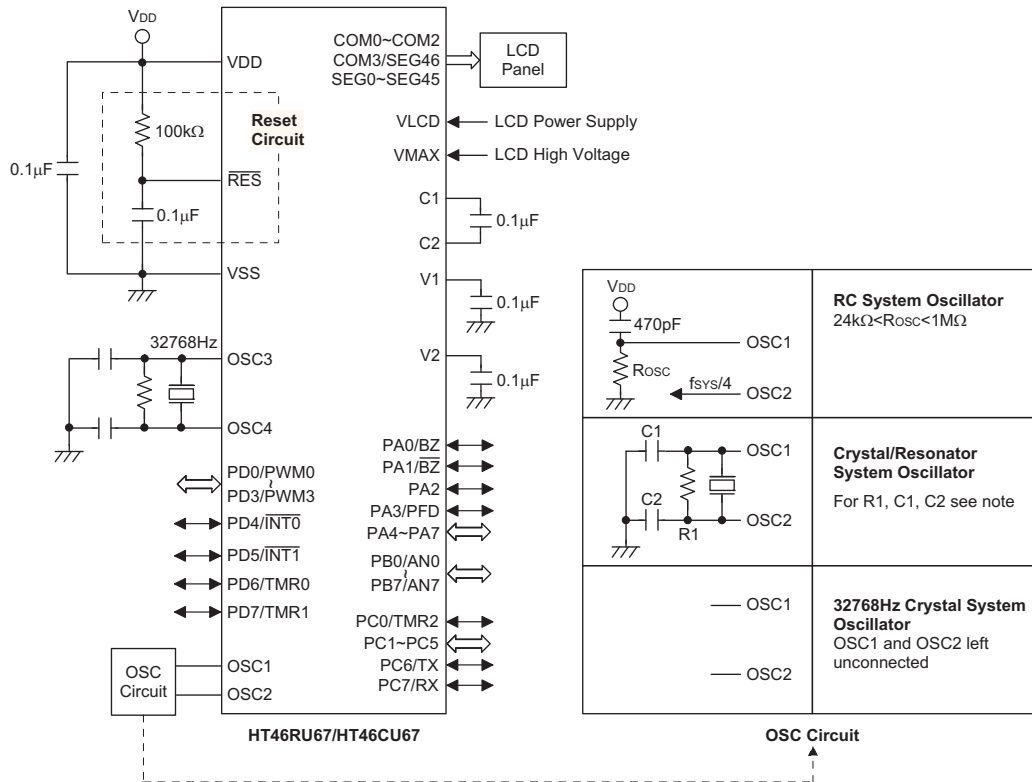 VDD
VDD
Reset
Circuit
100kΩ
0.1μF
RES
0.1μF
VSS
32768Hz
OSC3
OSC4
PD0/PWM0
~
PD3/PWM3
PD4/INT0
PD5/INT1
PD6/TMR0
PD7/TMR1
OSC
Circuit
OSC1
OSC2
COM0~COM2
COM3/SEG46
SEG0~SEG45
LCD
Panel
VLCD
LCD Power Supply
VMAX
LCD High Voltage
C1
0.1μF
C2
V1
0.1μF
V2
0.1μF
PA0/BZ
PA1/BZ
PA2
PA3/PFD
PA4~PA7
PB0/AN0
~
PB7/AN7
PC0/TMR2
PC1~PC5
PC6/TX
PC7/RX
HT46RU67/HT46CU67
VDD
470pF
OSC1
ROSC
fSYS/4
OSC2
RC System Oscillator
24kΩ<ROSC<1MΩ
C1
OSC1
C2
OSC2
R1
Crystal/Resonator
System Oscillator
For R1, C1, C2 see note
OSC1
OSC2
32768Hz Crystal System
Oscillator
OSC1 and OSC2 left
unconnected
OSC Circuit